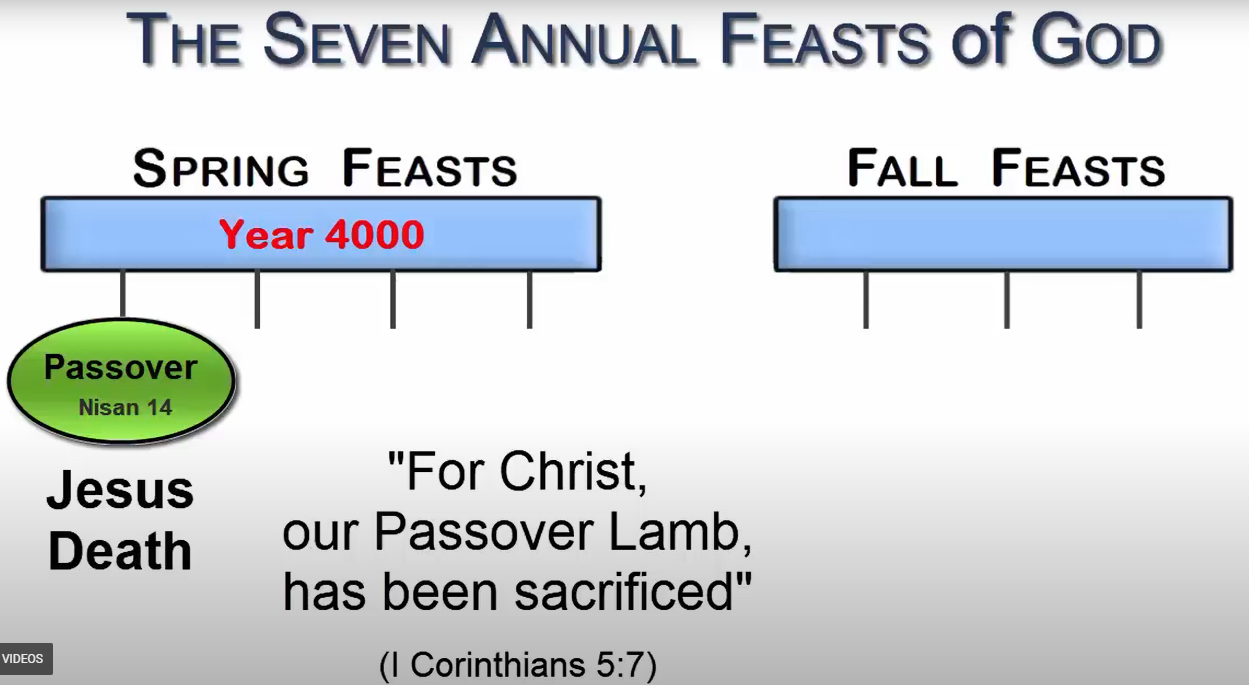 THE SEVEN ANNUAL FEASTS of GOD
SPRING FEASTS
FALL FEASTS
Year 4000
Passover
Nisan 14
Jesus
Death
"For Christ,
our Passover Lamb,
has been sacrificed"
(I Corinthians 5:7)
VIDEOS